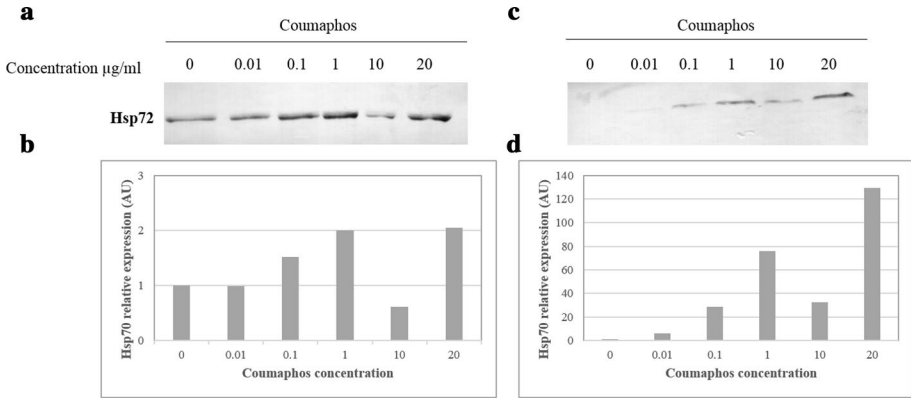 a
Coumaphos
Concentration µg/ml
0 0.01 0.1 1 10 20
Hsp72
b
Hsp70 relative expression (AU)
3
2
1
0
0 0.01 0.1 1 10 20
Coumaphos concentration
c
Coumaphos
0 0.01 0.1 1 10 20
d
Hsp70 relative expression (AU)
140
120
100
80
60
40
20
0
0 0.01 0.1 1 10 20
Coumaphos concentration